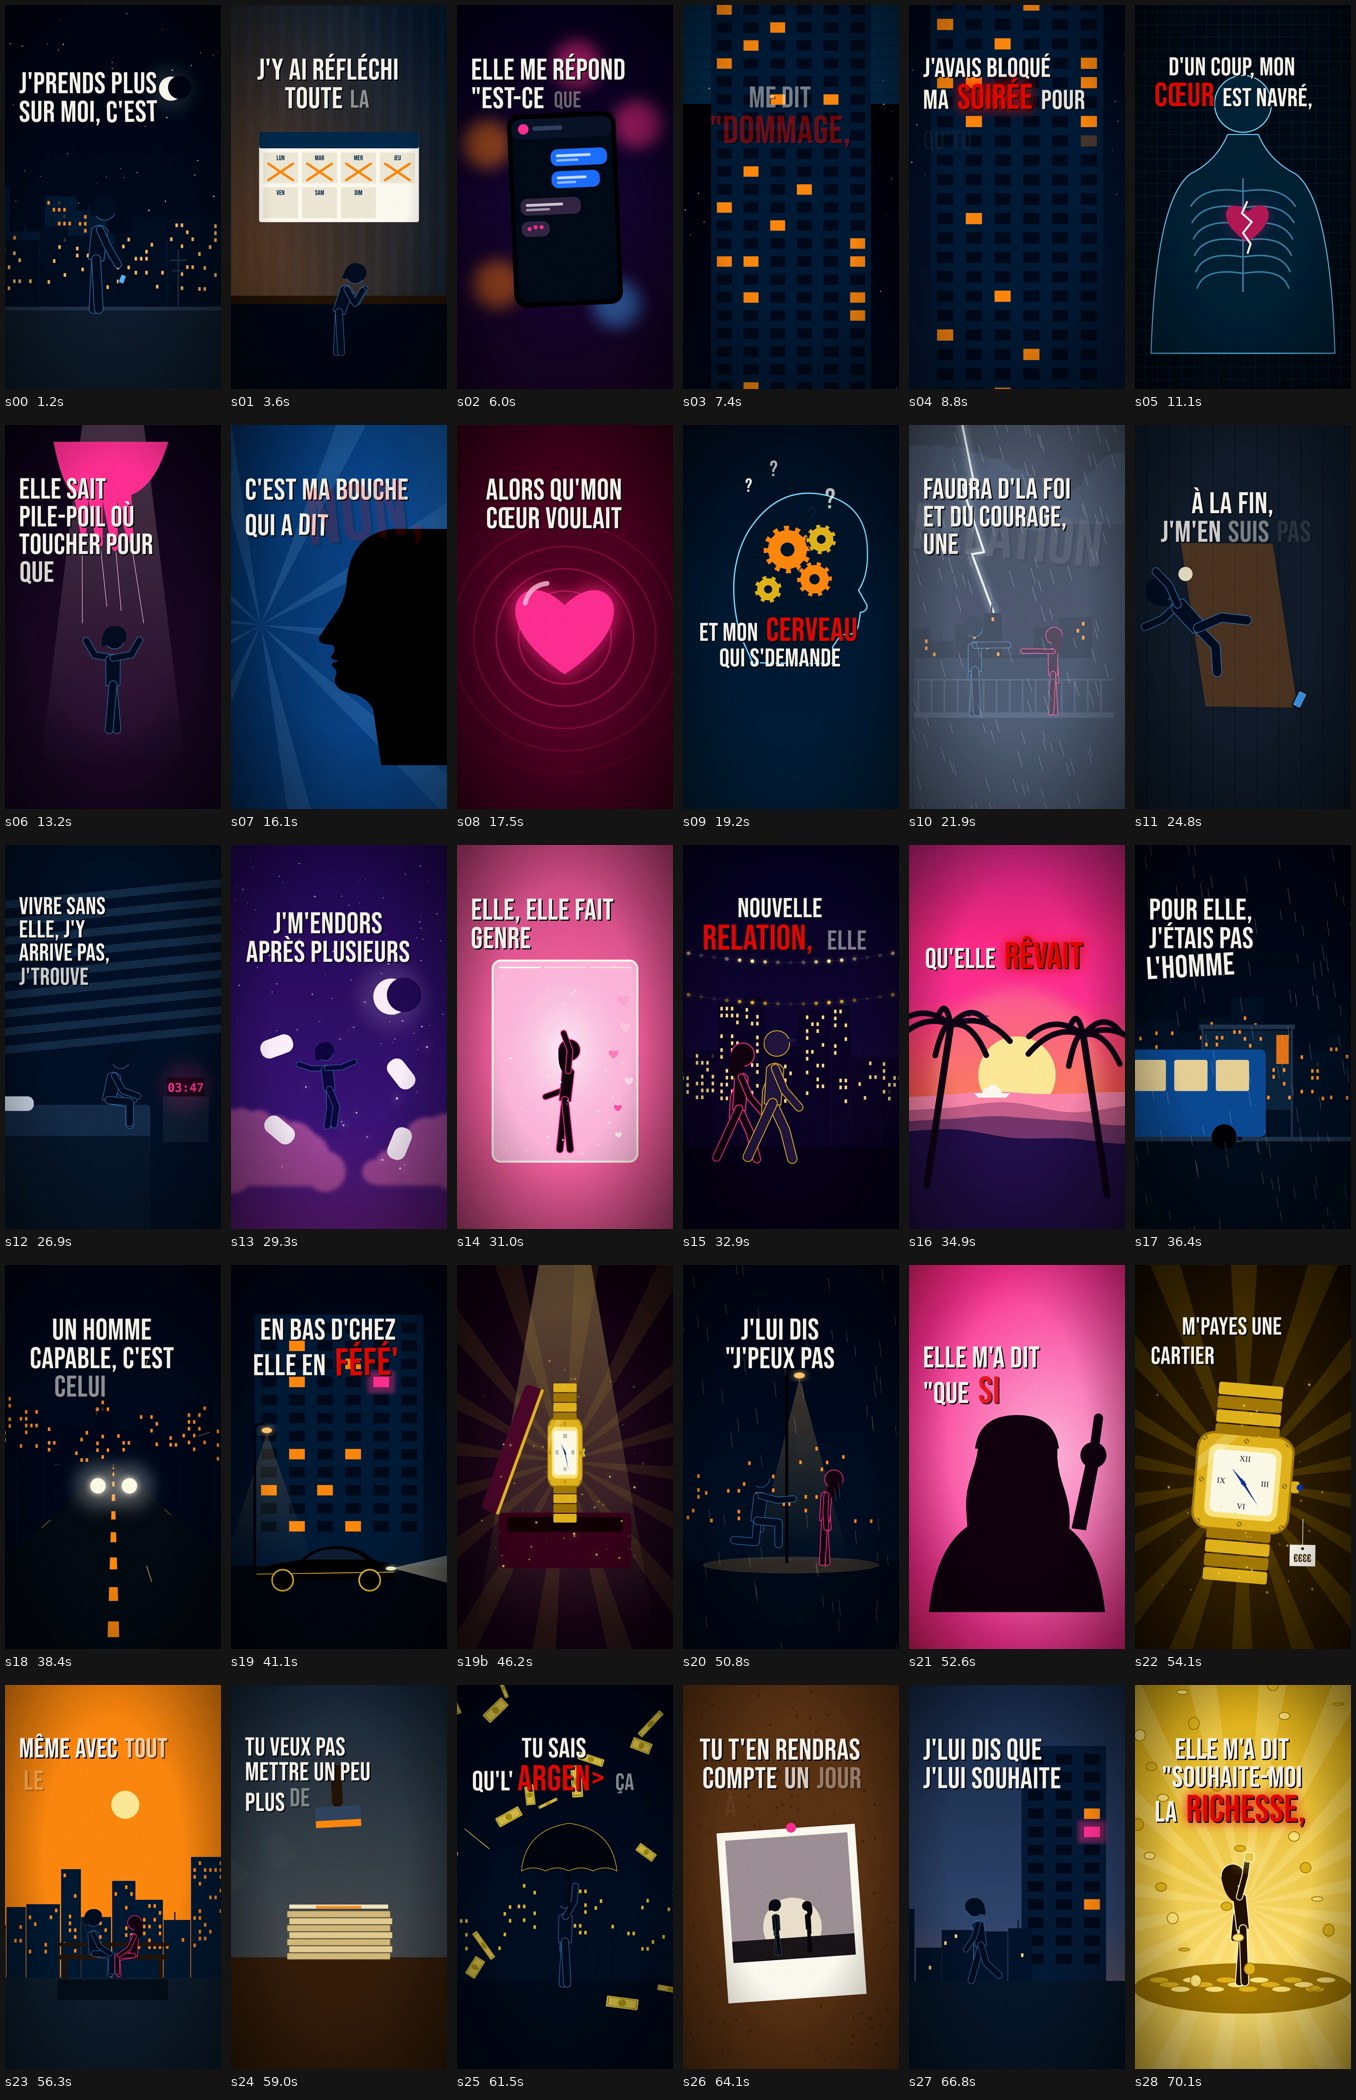 J'PRENDS PLUS
SUR MOI, C'EST
s00 1.2s
J'Y AI RÉFLÉCHI
TOUTE LA
LUN MAR MER JEU
VEN SAM DIM
s01 3.6s
ELLE ME RÉPOND
"EST-CE QUE
s02 6.0s
ME DIT
"DOMMAGE,
s03 7.4s
J'AVAIS BLOQUÉ
MA SOIRÉE POUR
QU'TU
s04 8.8s
D'UN COUP, MON
CŒUR EST NAVRÉ,
s05 11.1s
ELLE SAIT
PILE-POIL OÙ
TOUCHER POUR
QUE
s06 13.2s
C'EST MA BOUCHE
QUI A DIT
NON,
s07 16.1s
ALORS QU'MON
CŒUR VOULAIT
s08 17.5s
? ? ?
ET MON CERVEAU
QUI S'DEMANDE
s09 19.2s
FAUDRA D'LA FOI
ET DU COURAGE,
UNE
s10 21.9s
À LA FIN,
J'M'EN SUIS PAS
s11 24.8s
VIVRE SANS
ELLE, J'Y
ARRIVE PAS,
J'TROUVE
03:47
s12 26.9s
J'M'ENDORS
APRÈS PLUSIEURS
s13 29.3s
ELLE, ELLE FAIT
GENRE
s14 31.0s
NOUVELLE
RELATION, ELLE
s15 32.9s
QU'ELLE RÊVAIT
s16 34.9s
POUR ELLE,
J'ÉTAIS PAS
L'HOMME
s17 36.4s
UN HOMME
CAPABLE, C'EST
CELUI
s18 38.4s
EN BAS D'CHEZ
ELLE EN FÉFÉ'
s19 41.1s
s19b 46.2s
J'LUI DIS
"J'PEUX PAS
s20 50.8s
ELLE M'A DIT
"QUE SI
s21 52.6s
M'PAYES UNE
CARTIER
XII
IX III
VI
€€€€
s22 54.1s
MÊME AVEC TOUT
LE
s23 56.3s
TU VEUX PAS
METTRE UN PEU
PLUS DE
s24 59.0s
TU SAIS
QU'L' ARGEN> ÇA
s25 61.5s
TU T'EN RENDRAS
COMPTE UN JOUR
À
s26 64.1s
J'LUI DIS QUE
J'LUI SOUHAITE
s27 66.8s
ELLE M'A DIT
"SOUHAITE-MOI
LA RICHESSE,
s28 70.1s